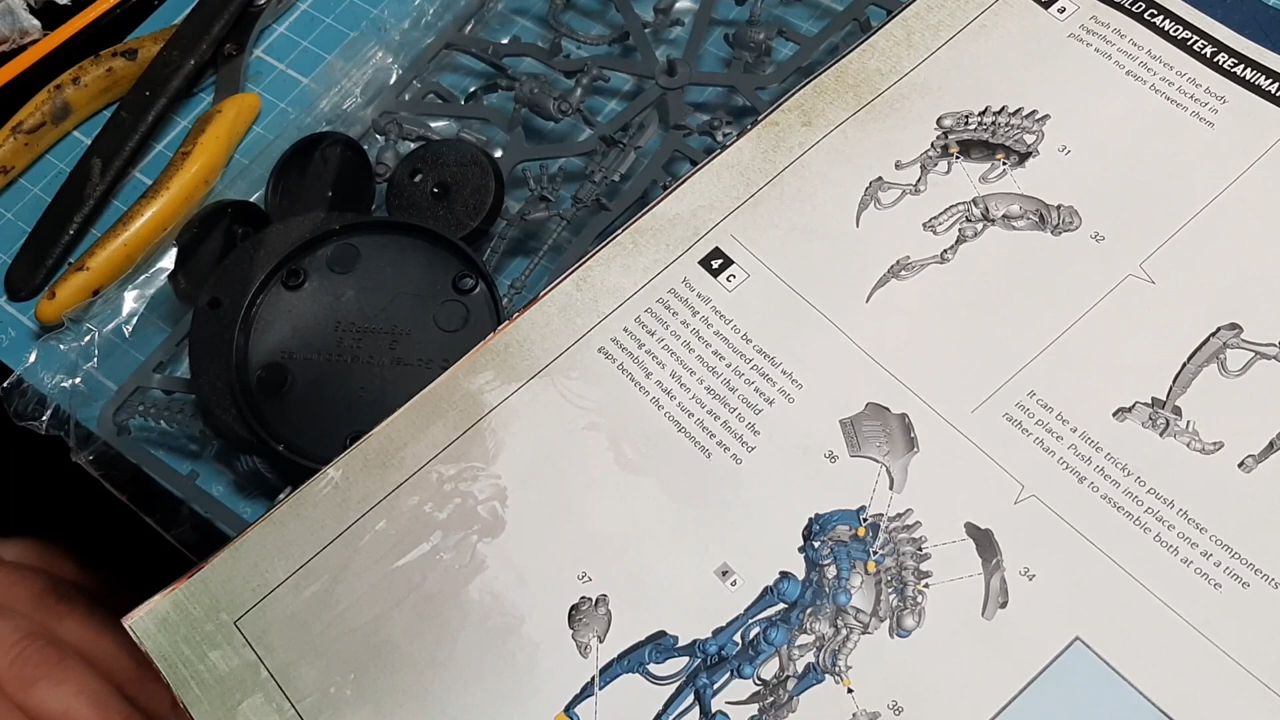 BUILD CANOPTEK REANIMA
a
Push the two halves of the body
together until they are locked in
place with no gaps between them.
31
32
4
c
You will need to be careful when
pushing the armoured plates into
place, as there are a lot of weak
points on the model that could
break if pressure is applied to the
wrong areas. When you are finished
assembling, make sure there are no
gaps between the components.
It can be a little tricky to push these components
into place. Push them into place one at a time
rather than trying to assemble both at once.
36
34
4
b
37
38